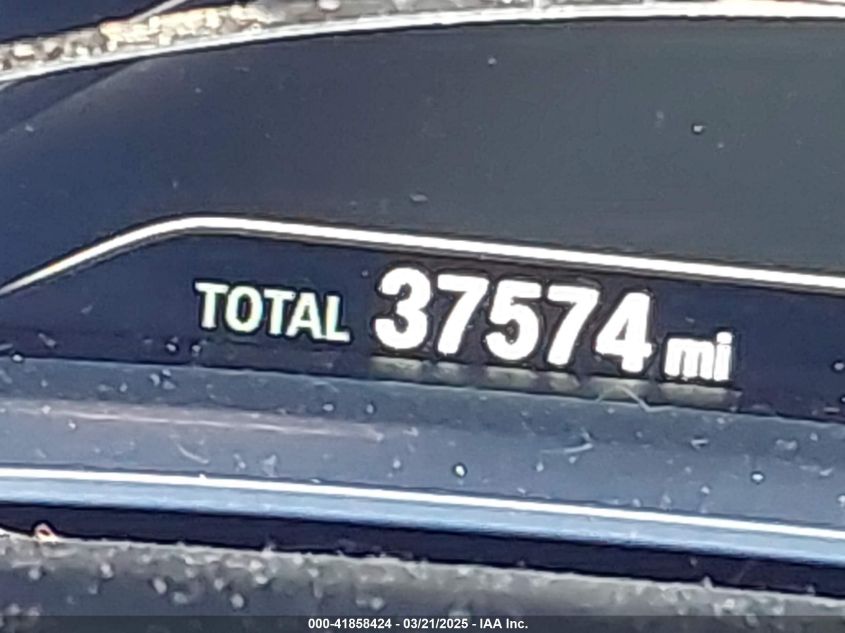 TOTAL 37574 mi
000-41858424 - 03/21/2025 - IAA Inc.